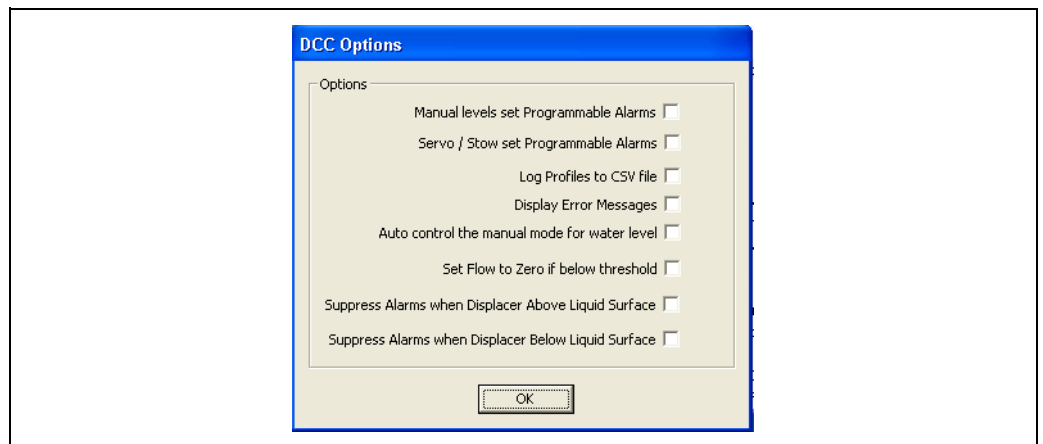 DCC Options
Options
Manual levels set Programmable Alarms
Servo / Stow set Programmable Alarms
Log Profiles to CSV file
Display Error Messages
Auto control the manual mode for water level
Set Flow to Zero if below threshold
Suppress Alarms when Displacer Above Liquid Surface
Suppress Alarms when Displacer Below Liquid Surface
OK